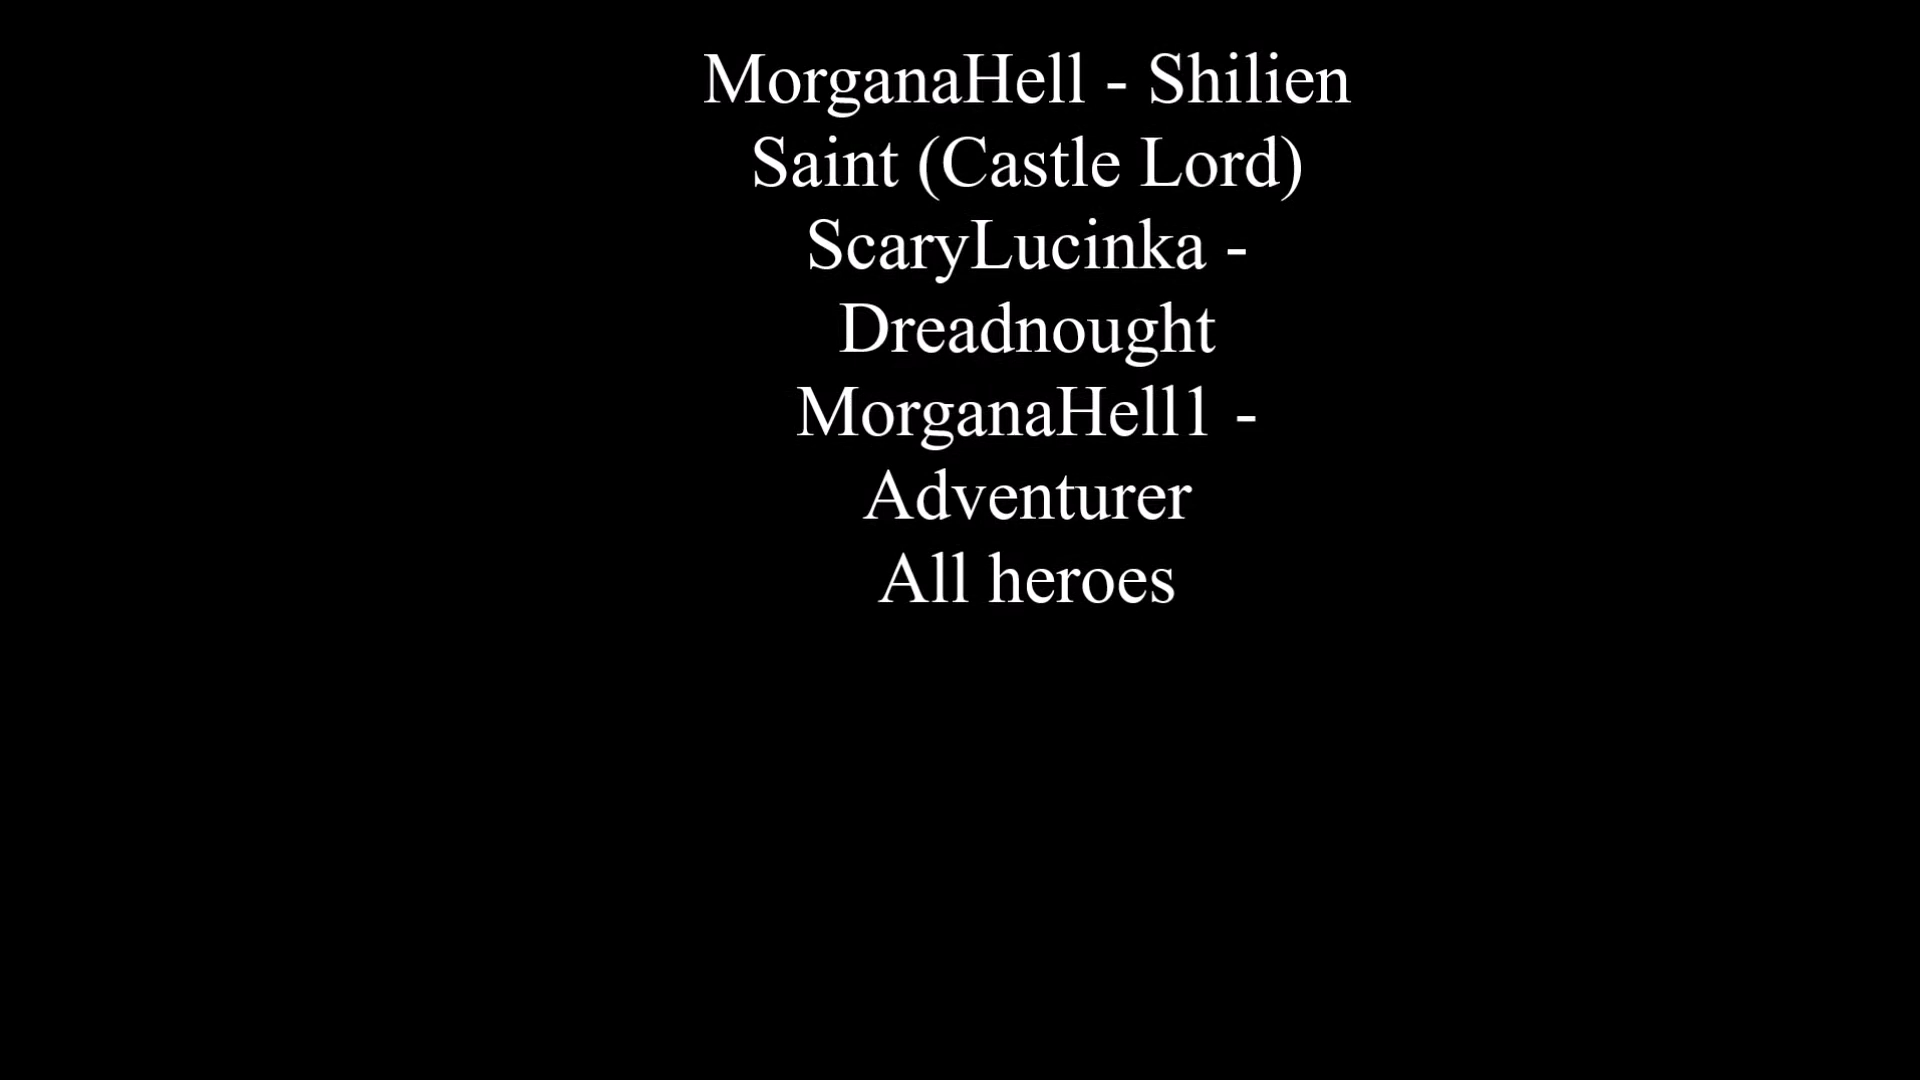 MorganaHell - Shilien
Saint (Castle Lord)
ScaryLucinka -
Dreadnought
MorganaHell1 -
Adventurer
All heroes